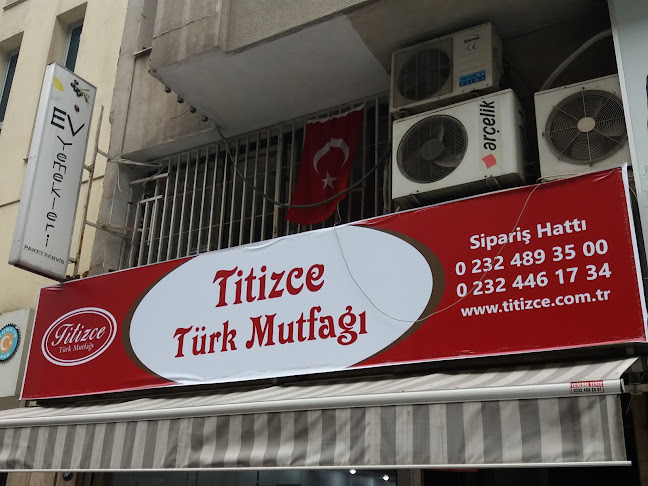 EV
Yemekleri
PAKET SERVİS
arçelik
Titizce
Türk Mutfağı
Titizce
Türk Mutfağı
Sipariş Hattı
0 232 489 35 00
0 232 446 17 34
www.titizce.com.tr